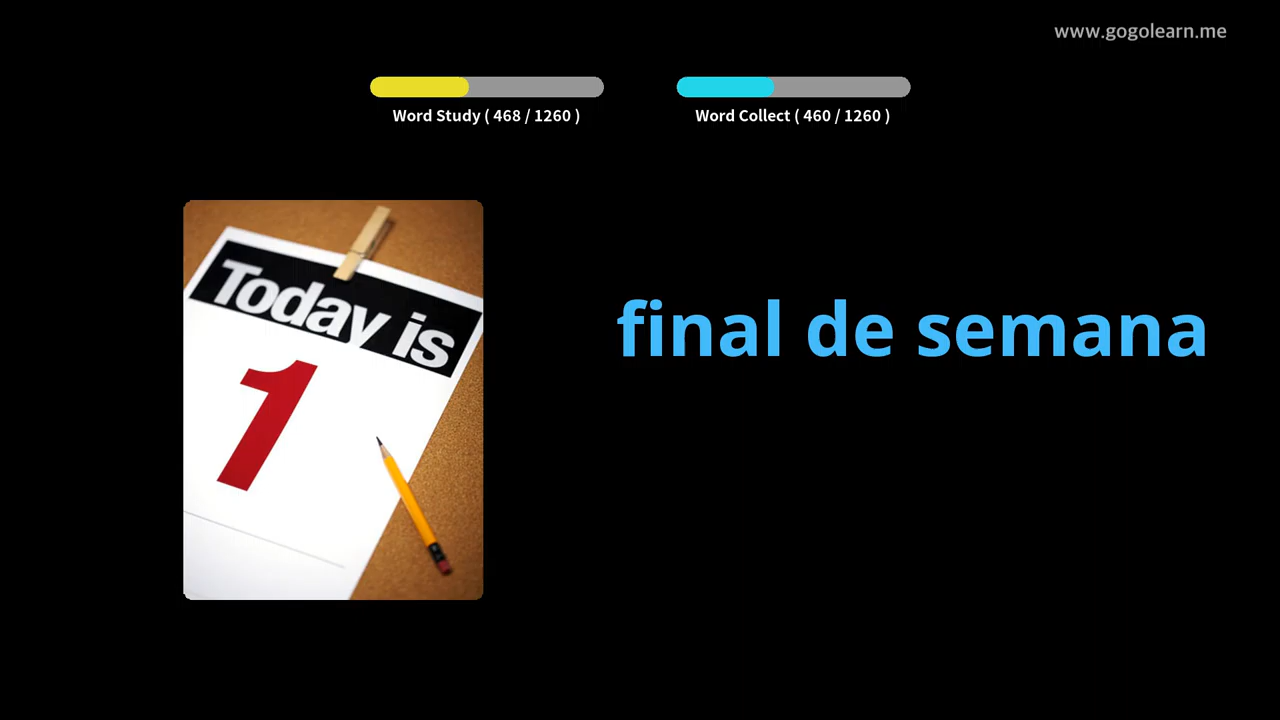 www.gogolearn.me
Word Study ( 468 / 1260 )
Word Collect ( 460 / 1260 )
Today is
1
final de semana